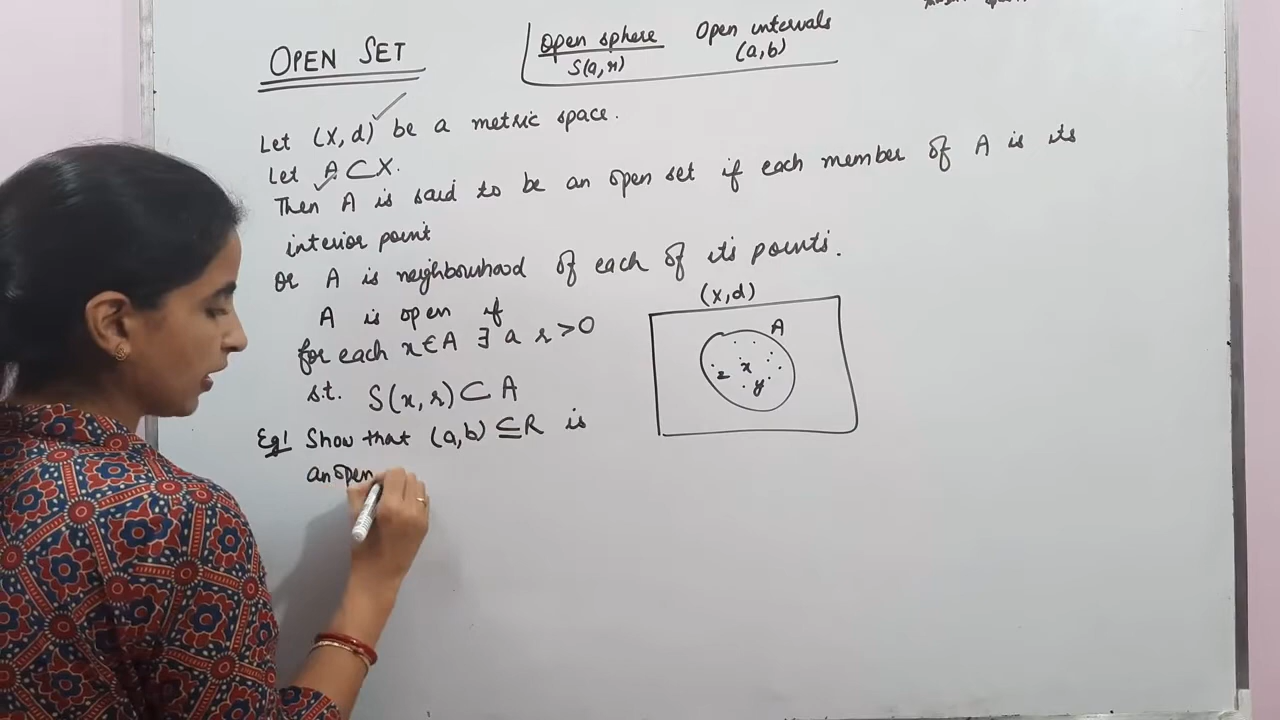 OPEN SET
Open sphere Open intervals
S(a,r) (a,b)
Let (X,d) be a metric space.
Let A⊂X.
Then A is said to be an open set if each member of A is its
interior point
or A is neighbourhood of each of its points.
A is open if
for each x∈A ∃ a r>0
s.t. S(x,r)⊂A
(X,d)
A
x
z
y
Eg! Show that (a,b) ⊆R is
an open